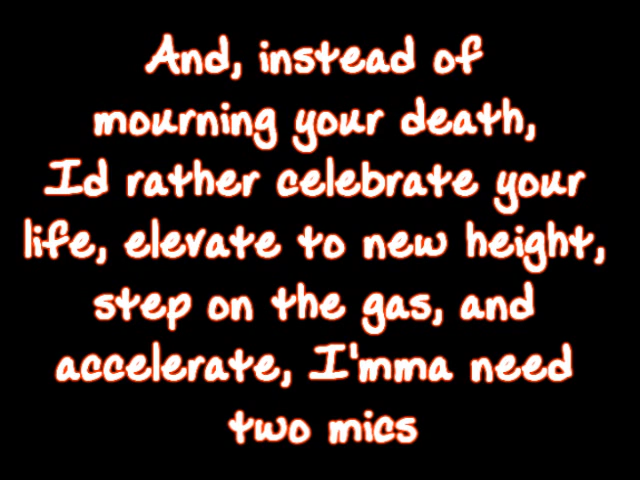 And, instead of
mourning your death,
Id rather celebrate your
life, elevate to new height,
step on the gas, and
accelerate, I'mma need
two mics